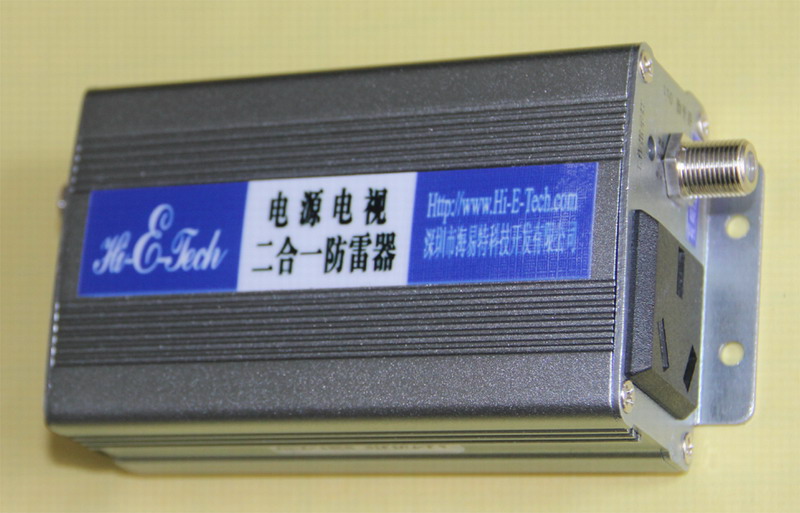 Hi-E-Tech
电源电视
二合一防雷器
Http://www.Hi-E-Tech.com
深圳市海易特科技开发有限公司